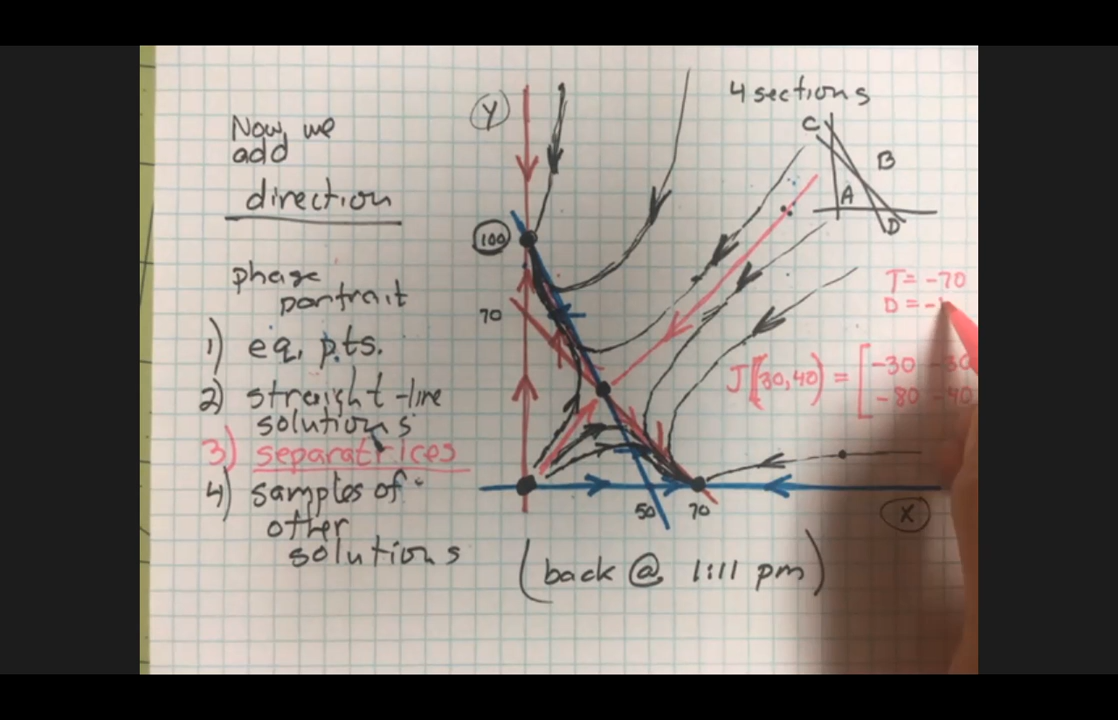 Now, we
add
direction
phase
portrait
1) eq. pts.
2) straight-line
solutions
3) separatrices
4) samples of
other
solutions
Y
100
70
50
70
X
4 sections
C
B
A
D
T = -70
D = -
J(30,40) = [-30 -30
-80 -40
(back @ 1:11 pm)